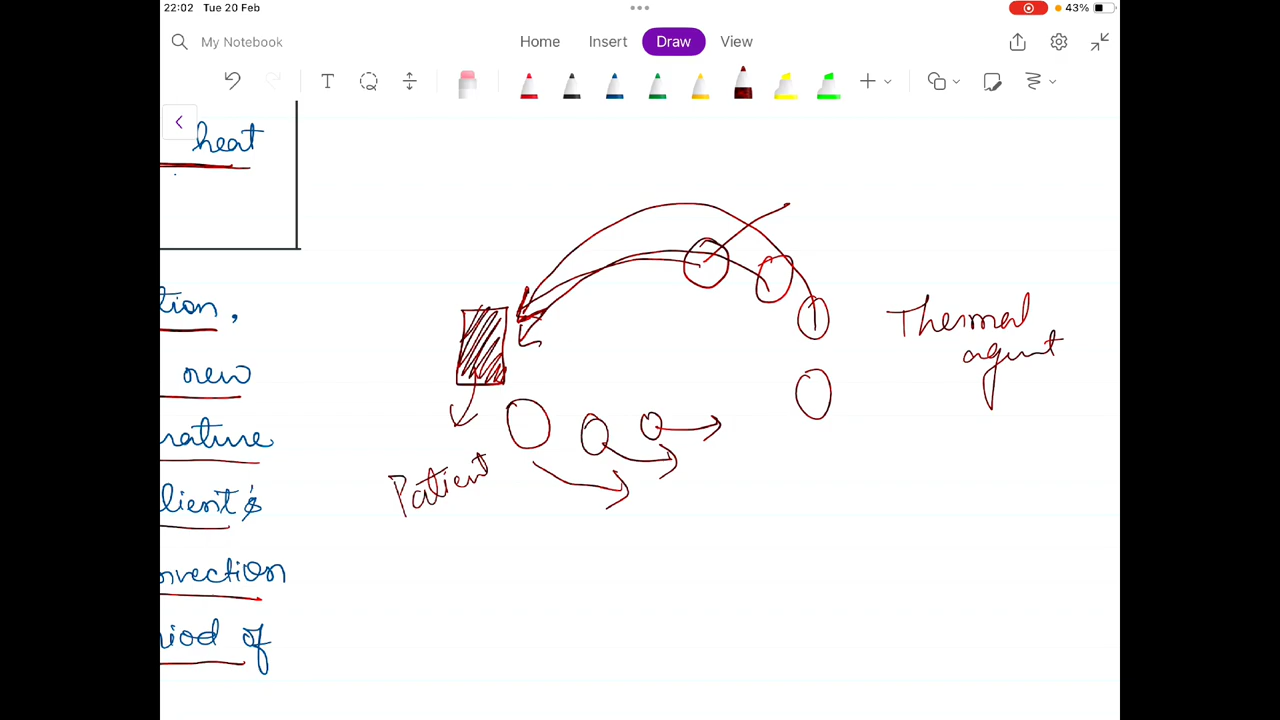 22:02 Tue 20 Feb
43%
My Notebook
Home Insert Draw View
heat
tion,
new
rature
lient's
nvection
riod of
Thermal
agent
Patient